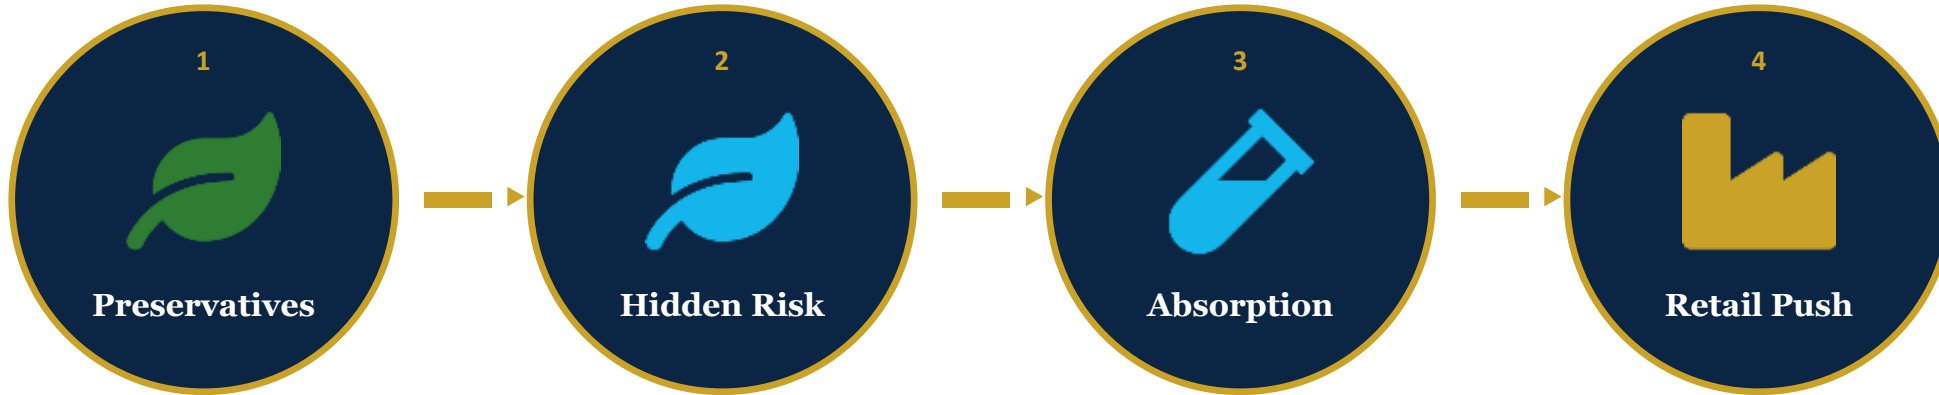 1
Preservatives
2
Hidden Risk
3
Absorption
4
Retail Push